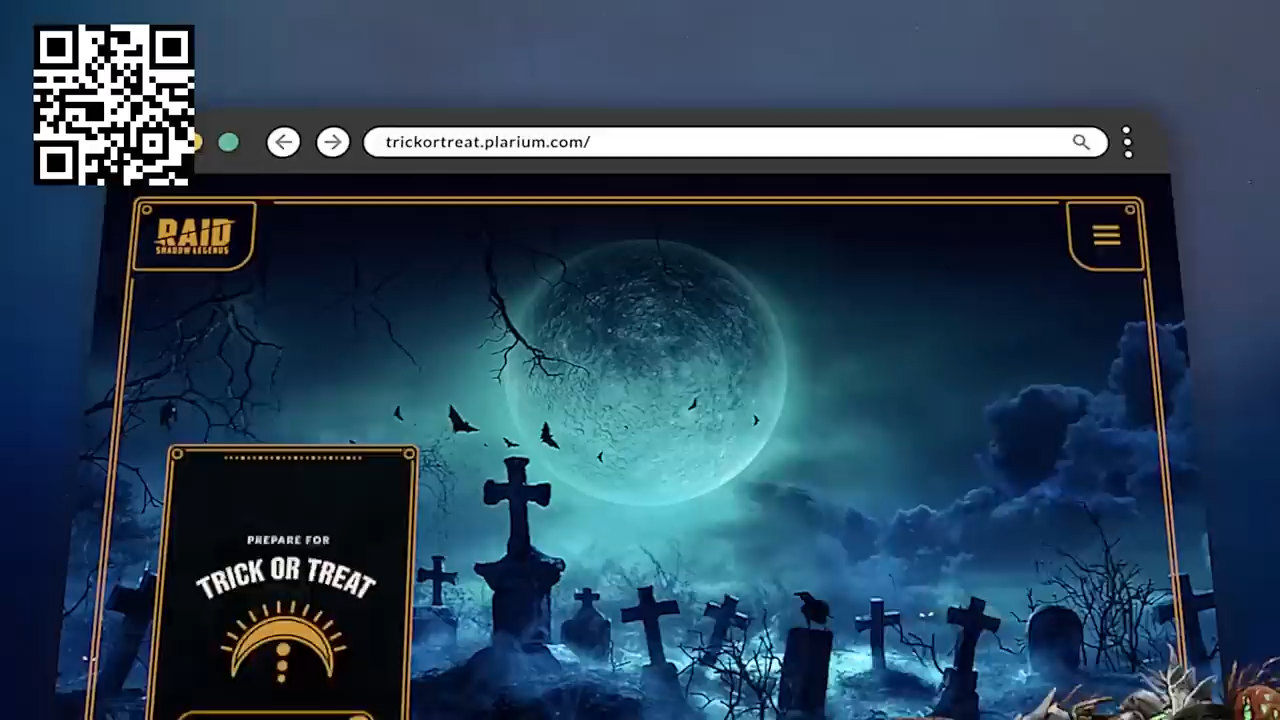 trickortreat.plarium.com/
RAID
SHADOW LEGENDS
PREPARE FOR
TRICK OR TREAT